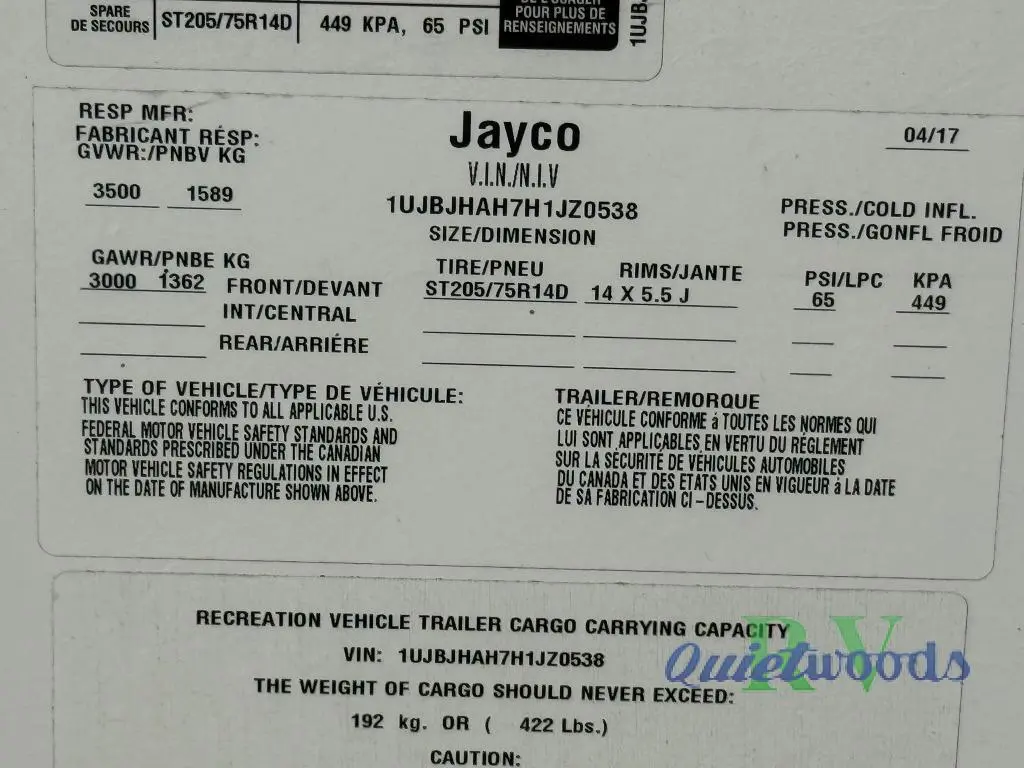 SPARE
DE SECOURS ST205/75R14D 449 KPA, 65 PSI
POUR PLUS DE
RENSEIGNEMENTS
1UJBJ
RESP MFR:
FABRICANT RÉSP:
GVWR:/PNBV KG
3500 1589
Jayco
V.I.N./N.I.V
1UJBJHAH7H1JZ0538
SIZE/DIMENSION
04/17
PRESS./COLD INFL.
PRESS./GONFL FROID
GAWR/PNBE KG TIRE/PNEU RIMS/JANTE PSI/LPC KPA
3000 1362 FRONT/DEVANT ST205/75R14D 14 X 5.5 J 65 449
INT/CENTRAL
REAR/ARRIÉRE
TYPE OF VEHICLE/TYPE DE VÉHICULE:
THIS VEHICLE CONFORMS TO ALL APPLICABLE U.S.
FEDERAL MOTOR VEHICLE SAFETY STANDARDS AND
STANDARDS PRESCRIBED UNDER THE CANADIAN
MOTOR VEHICLE SAFETY REGULATIONS IN EFFECT
ON THE DATE OF MANUFACTURE SHOWN ABOVE.
TRAILER/REMORQUE
CE VÉHICULE CONFORME á TOUTES LES NORMES QUI
LUI SONT APPLICABLES EN VERTU DU RÉGLEMENT
SUR LA SÉCURITÉ DE VÉHICULES AUTOMOBILES
DU CANADA ET DES ETATS UNIS EN VIGUEUR á LA DATE
DE SA FABRICATION CI-DESSUS.
RECREATION VEHICLE TRAILER CARGO CARRYING CAPACITY
VIN: 1UJBJHAH7H1JZ0538
THE WEIGHT OF CARGO SHOULD NEVER EXCEED:
192 kg. OR ( 422 Lbs.)
CAUTION:
RV
Quietwoods